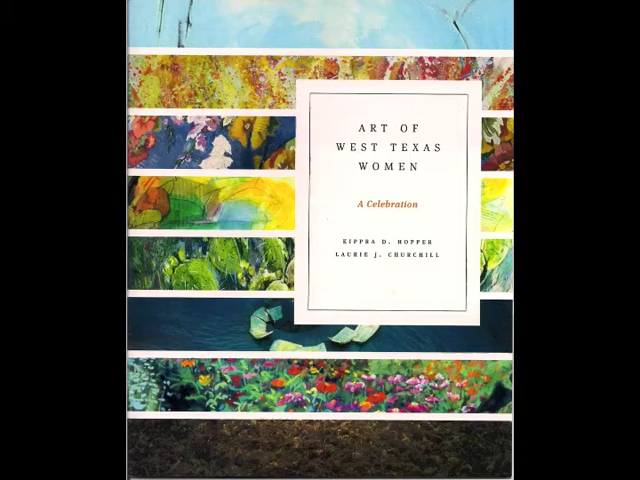 ART OF
WEST TEXAS
WOMEN
A Celebration
KIPPRA D. HOPPER
LAURIE J. CHURCHILL